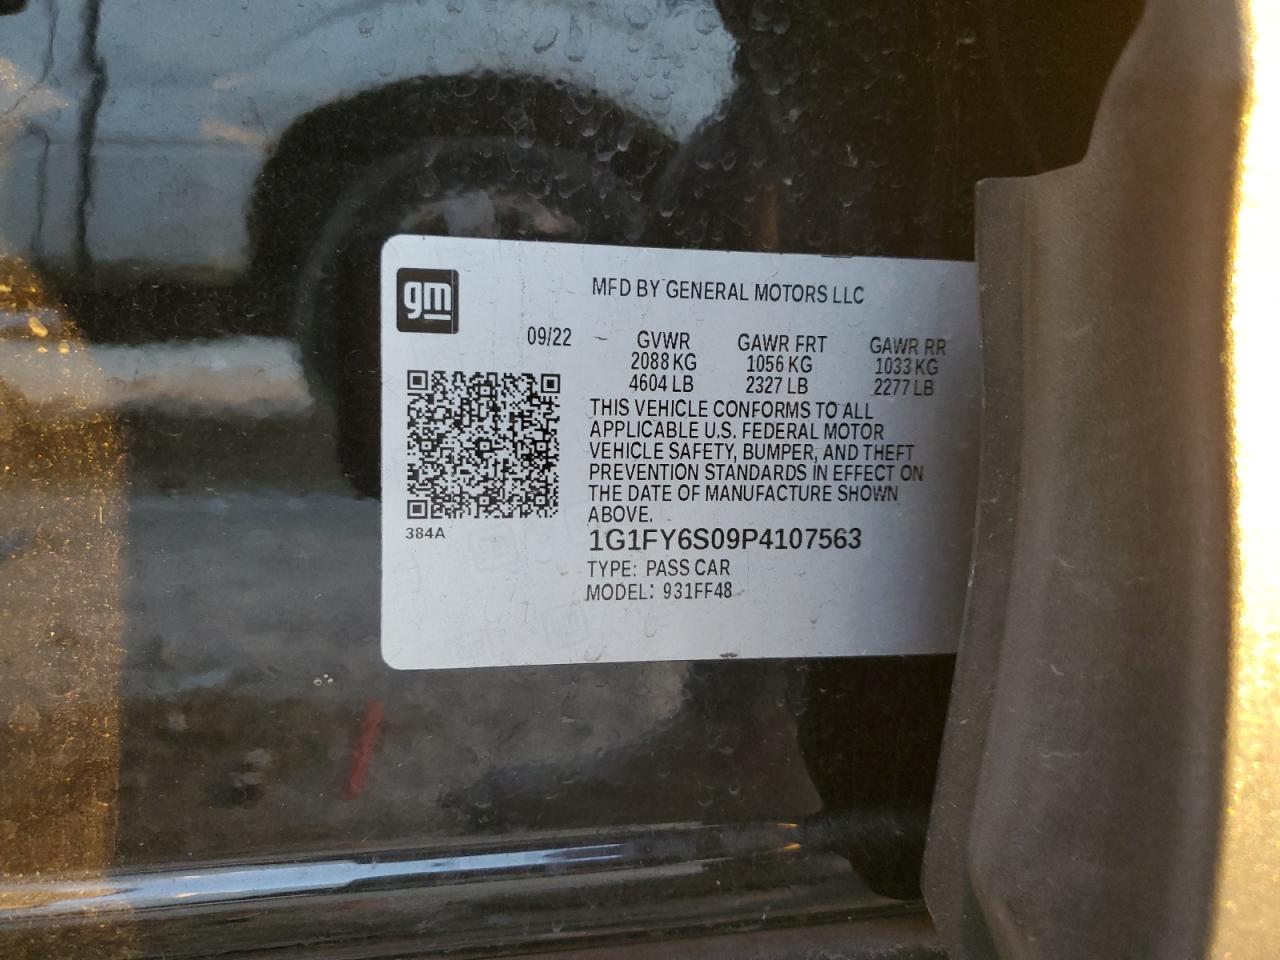 gm
MFD BY GENERAL MOTORS LLC
09/22 GVWR GAWR FRT GAWR RR
2088 KG 1056 KG 1033 KG
4604 LB 2327 LB 2277 LB
THIS VEHICLE CONFORMS TO ALL
APPLICABLE U.S. FEDERAL MOTOR
VEHICLE SAFETY, BUMPER, AND THEFT
PREVENTION STANDARDS IN EFFECT ON
THE DATE OF MANUFACTURE SHOWN
ABOVE.
384A
1G1FY6S09P4107563
TYPE: PASS CAR
MODEL: 931FF48